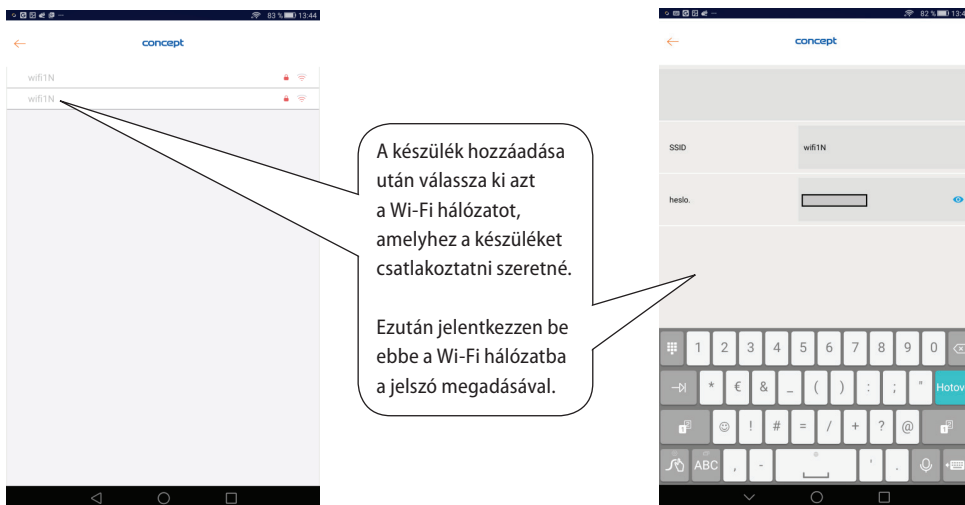 83 % 13:44
concept
wifi1N
wifi1N
A készülék hozzáadása
után válassza ki azt
a Wi-Fi hálózatot,
amelyhez a készüléket
csatlakoztatni szeretné.
Ezután jelentkezzen be
ebbe a Wi-Fi hálózatba
a jelszó megadásával.
82 % 13:4
concept
SSID wifi1N
heslo.
1 2 3 4 5 6 7 8 9 0
* € & _ ( ) : ; " Hotov
! # = / + ? @
ABC , - ' .